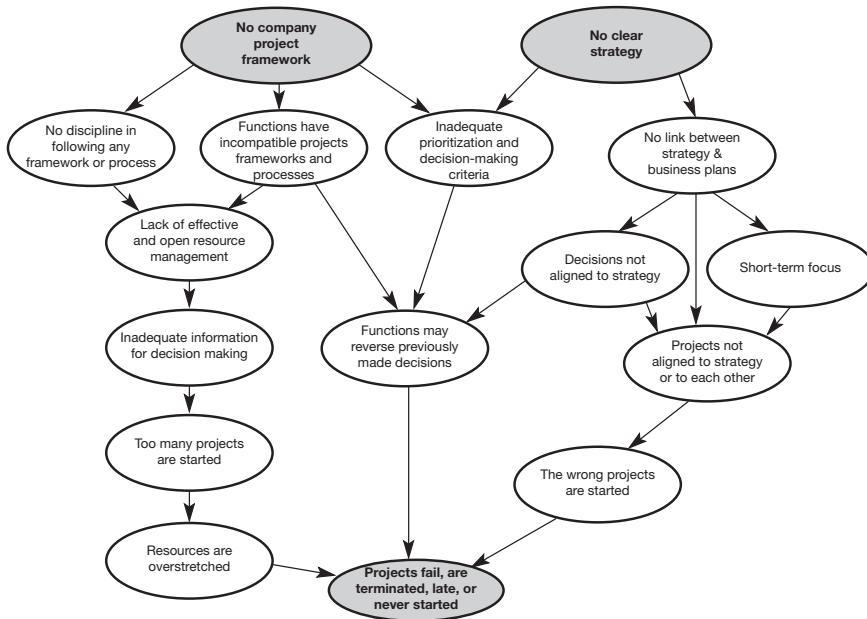 No company
project
framework
No clear
strategy
No discipline in
following any
framework or process
Functions have
incompatible projects
frameworks and
processes
Inadequate
prioritization and
decision-making
criteria
No link between
strategy &
business plans
Lack of effective
and open resource
management
Decisions not
aligned to strategy
Short-term focus
Inadequate information
for decision making
Functions may
reverse previously
made decisions
Projects not
aligned to strategy
or to each other
Too many projects
are started
The wrong projects
are started
Resources are
overstretched
Projects fail, are
terminated, late, or
never started